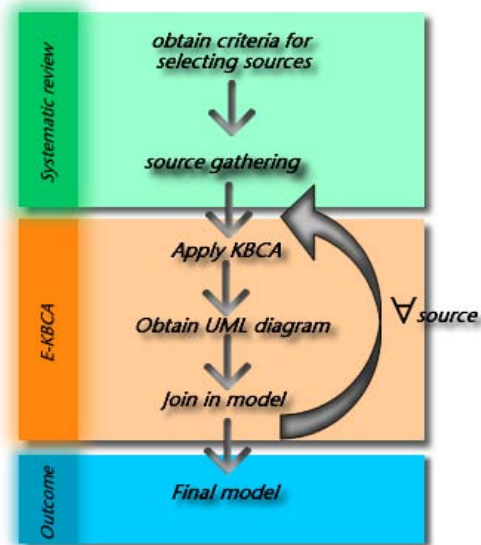 Systematic review
obtain criteria for
selecting sources
source gathering
E-KBCA
Apply KBCA
Obtain UML diagram
Join in model
∀ source
Outcome
Final model